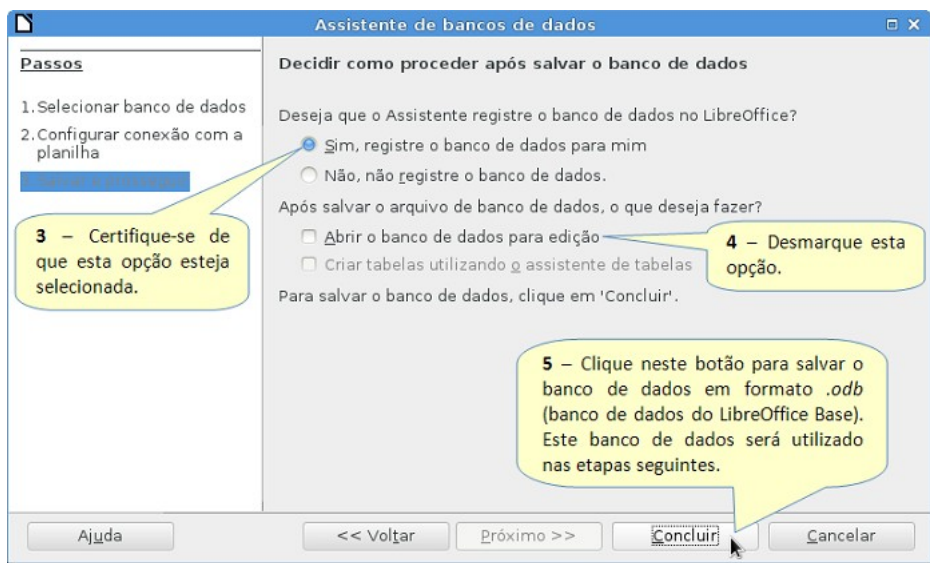 Assistente de bancos de dados
Passos
1. Selecionar banco de dados
2. Configurar conexão com a
planilha
Decidir como proceder após salvar o banco de dados
Deseja que o Assistente registre o banco de dados no LibreOffice?
Sim, registre o banco de dados para mim
Não, não registre o banco de dados.
Após salvar o arquivo de banco de dados, o que deseja fazer?
Abrir o banco de dados para edição
Criar tabelas utilizando o assistente de tabelas
Para salvar o banco de dados, clique em 'Concluir'.
3 – Certifique-se de
que esta opção esteja
selecionada.
4 – Desmarque esta
opção.
5 – Clique neste botão para salvar o
banco de dados em formato .odb
(banco de dados do LibreOffice Base).
Este banco de dados será utilizado
nas etapas seguintes.
Ajuda
<< Voltar
Próximo >>
Concluir
Cancelar